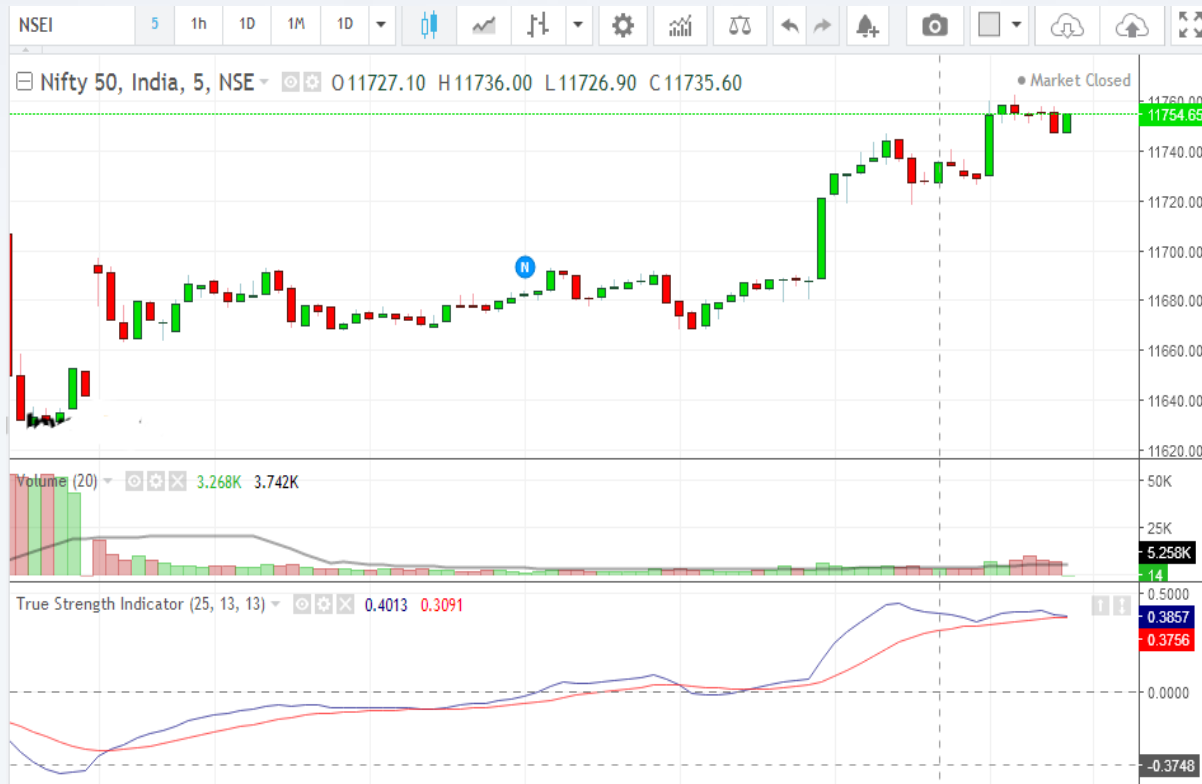 NSEI 5 1h 1D 1M 1D
Nifty 50, India, 5, NSE O11727.10 H11736.00 L11726.90 C11735.60
Market Closed
11760.00
11754.65
11740.00
11720.00
11700.00
11680.00
11660.00
11640.00
11620.00
N
Volume (20) 3.268K 3.742K
50K
25K
5.258K
14
True Strength Indicator (25, 13, 13) 0.4013 0.3091
0.5000
0.3857
0.3756
0.0000
-0.3748